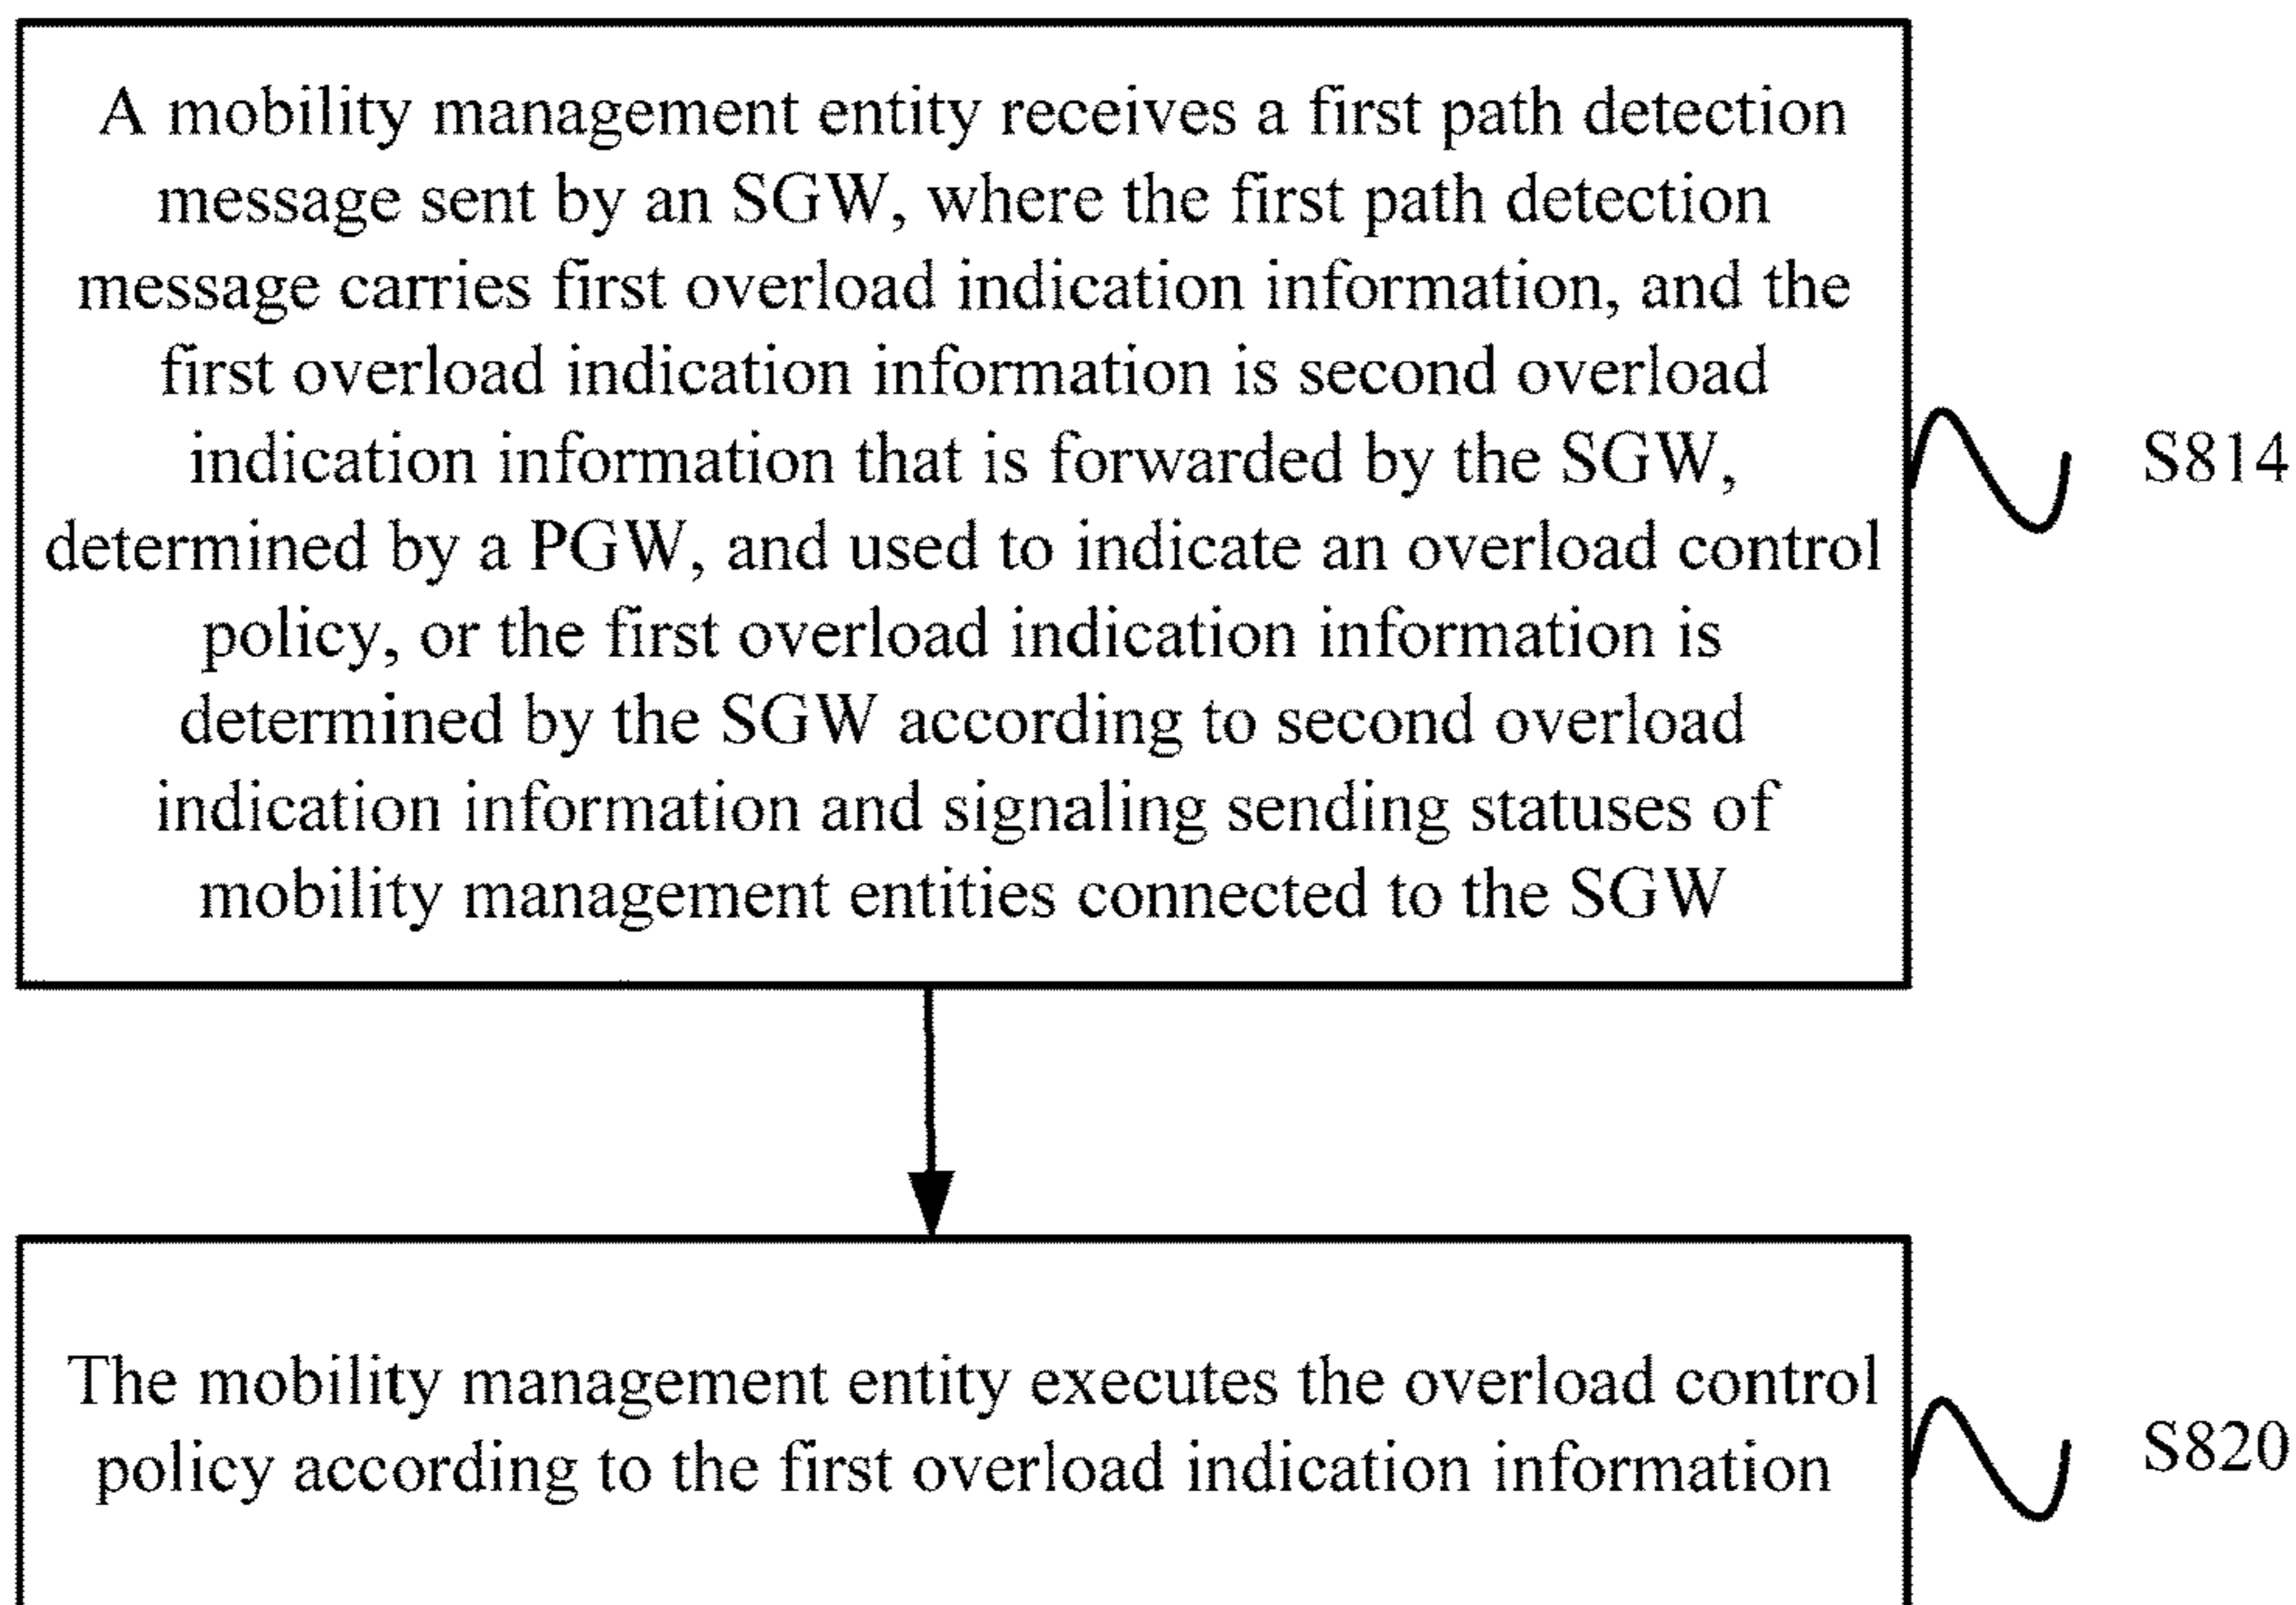 A mobility management entity receives a first path detection
message sent by an SGW, where the first path detection
message carries first overload indication information, and the
first overload indication information is second overload
indication information that is forwarded by the SGW,
determined by a PGW, and used to indicate an overload control
policy, or the first overload indication information is
determined by the SGW according to second overload
indication information and signaling sending statuses of
mobility management entities connected to the SGW
S814
The mobility management entity executes the overload control
policy according to the first overload indication information
S820